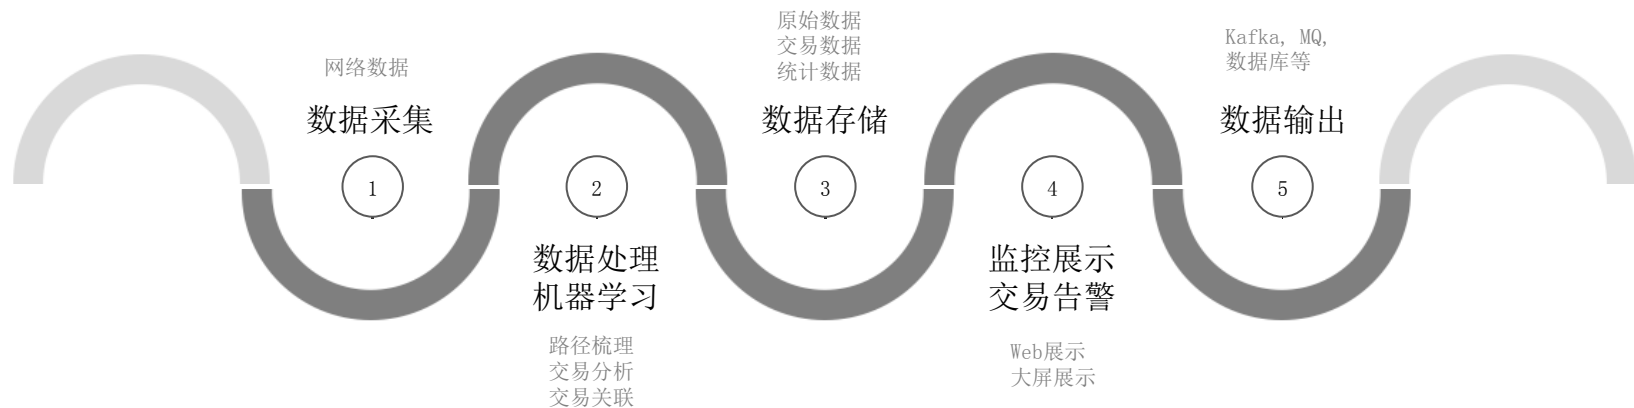 网络数据
数据采集
1
2
数据处理
机器学习
路径梳理
交易分析
交易关联
原始数据
交易数据
统计数据
数据存储
3
4
监控展示
交易告警
Web展示
大屏展示
Kafka, MQ,
数据库等
数据输出
5